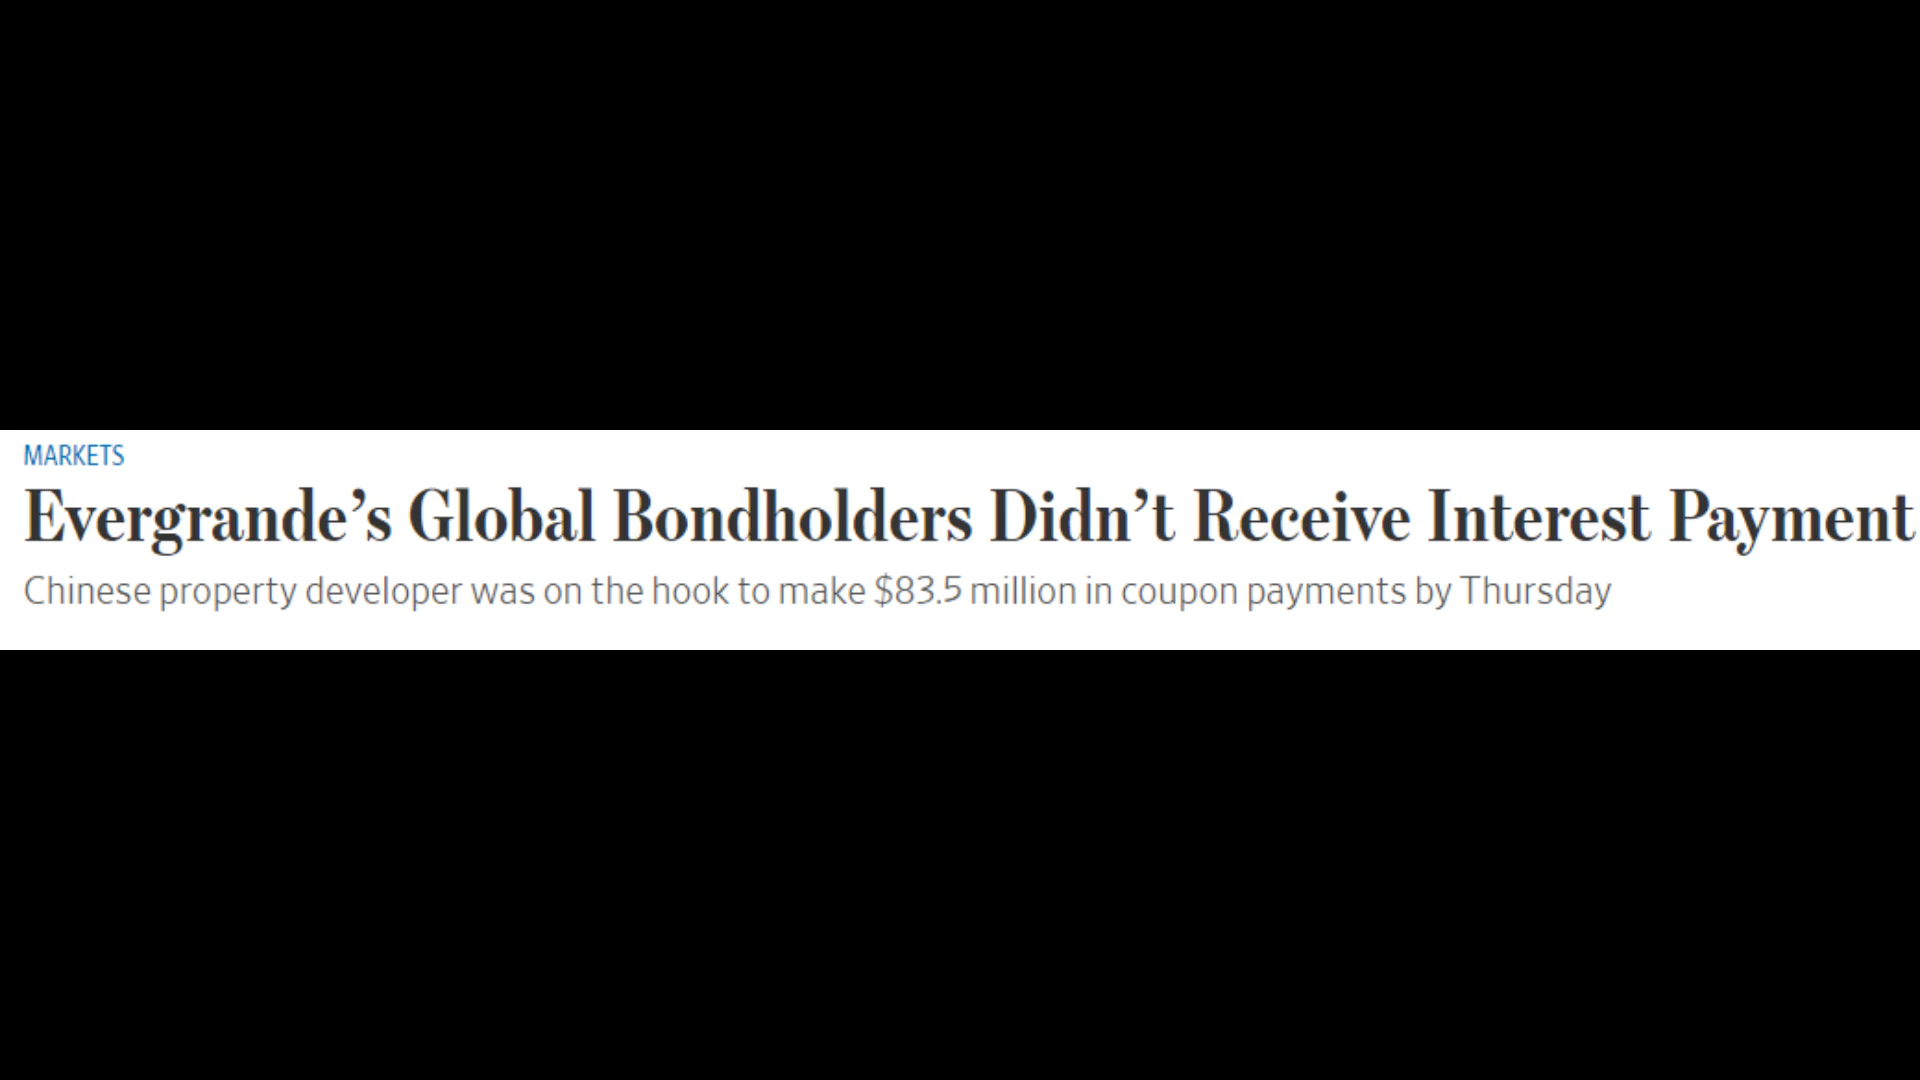 MARKETS
Evergrande’s Global Bondholders Didn’t Receive Interest Payment
Chinese property developer was on the hook to make $83.5 million in coupon payments by Thursday